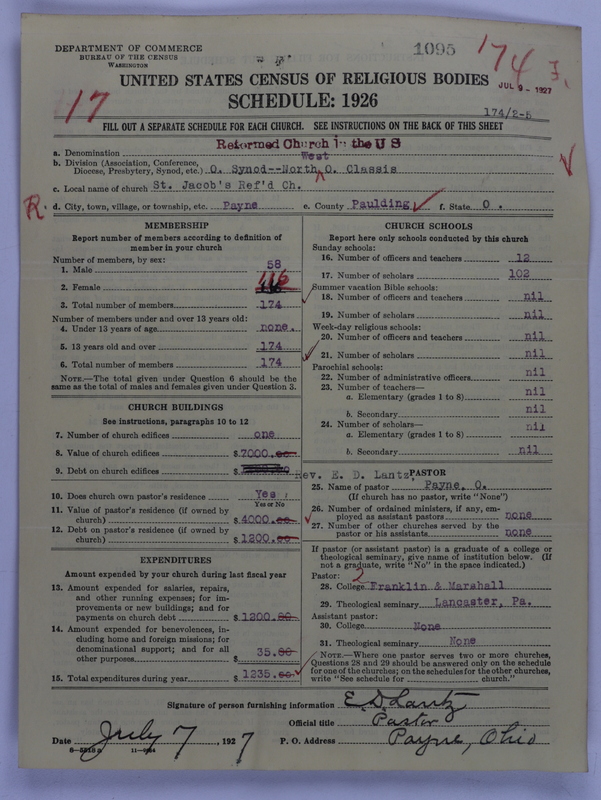 DEPARTMENT OF COMMERCE
BUREAU OF THE CENSUS
WASHINGTON
1095
174
JUL 9 - 1927
UNITED STATES CENSUS OF RELIGIOUS BODIES
17
SCHEDULE: 1926
174/2-5
FILL OUT A SEPARATE SCHEDULE FOR EACH CHURCH. SEE INSTRUCTIONS ON THE BACK OF THIS SHEET
a. Denomination Reformed Church in the U S
b. Division (Association, Conference,
West
Diocese, Presbytery, Synod, etc.) O. Synod--North O. Classis
c. Local name of church St. Jacob's Ref'd Ch.
R d. City, town, village, or township, etc. Payne e. County Paulding f. State O.
MEMBERSHIP
Report number of members according to definition of
member in your church
Number of members, by sex:
1. Male 58
2. Female 116
3. Total number of members 174
Number of members under and over 13 years old:
4. Under 13 years of age none.
5. 13 years old and over 174
6. Total number of members 174
NOTE.—The total given under Question 6 should be the
same as the total of males and females given under Question 3.
CHURCH BUILDINGS
See instructions, paragraphs 10 to 12
7. Number of church edifices one
8. Value of church edifices $ 7000.00
9. Debt on church edifices $
10. Does church own pastor's residence Yes
Yes or No
11. Value of pastor's residence (if owned by
church) $ 4000.00
12. Debt on pastor's residence (if owned by
church) $ 1200.00
EXPENDITURES
Amount expended by your church during last fiscal year
13. Amount expended for salaries, repairs,
and other running expenses; for im-
provements or new buildings; and for
payments on church debt $ 1200.00
14. Amount expended for benevolences, in-
cluding home and foreign missions; for
denominational support; and for all
other purposes $ 35.00
15. Total expenditures during year $ 1235.00
CHURCH SCHOOLS
Report here only schools conducted by this church
Sunday schools:
16. Number of officers and teachers 12
17. Number of scholars 102
Summer vacation Bible schools:
18. Number of officers and teachers nil
19. Number of scholars nil
Week-day religious schools:
20. Number of officers and teachers nil
21. Number of scholars nil
Parochial schools:
22. Number of administrative officers nil
23. Number of teachers—
a. Elementary (grades 1 to 8) nil
b. Secondary nil
24. Number of scholars—
a. Elementary (grades 1 to 8) nil
b. Secondary nil
PASTOR
Rev. E. D. Lantz,
25. Name of pastor Payne, O.
(If church has no pastor, write "None")
26. Number of ordained ministers, if any, em-
ployed as assistant pastors none
27. Number of other churches served by the
pastor or his assistants none
If pastor (or assistant pastor) is a graduate of a college or
theological seminary, give name of institution below. (If
not a graduate, write "No" in the space indicated.)
Pastor: 2
28. College Franklin & Marshall
29. Theological seminary Lancaster, Pa.
Assistant pastor:
30. College None
31. Theological seminary None
NOTE.—Where one pastor serves two or more churches,
Questions 28 and 29 should be answered only on the schedule
for one of the churches; on the schedules for the other churches,
write "See schedule for church."
Signature of person furnishing information E D Lantz
Official title Pastor
Date July 7, 1927 P. O. Address Payne, Ohio